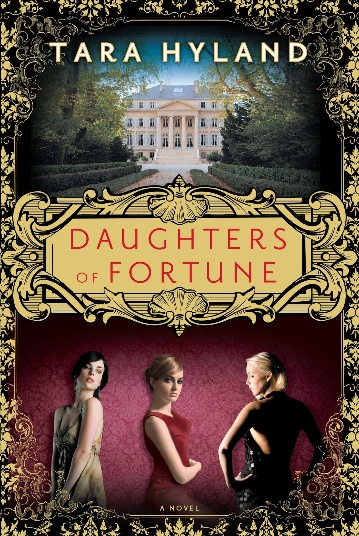 TARA HYLAND
DAUGHTERS
OF FORTUNE
A NOVEL